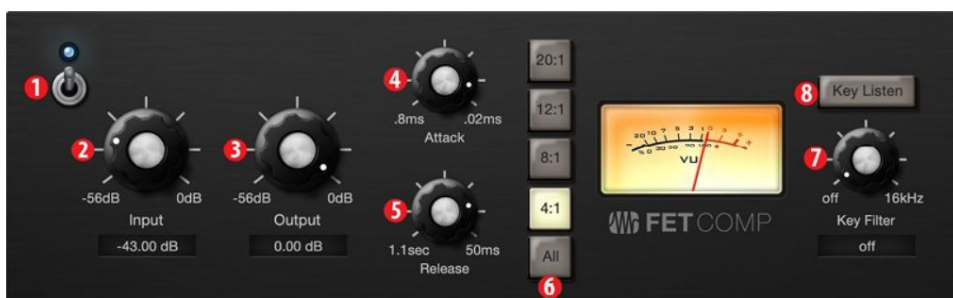 1
2
-56dB 0dB
Input
-43.00 dB
3
-56dB 0dB
Output
0.00 dB
4
.8ms .02ms
Attack
5
1.1sec 50ms
Release
20:1
12:1
8:1
4:1
All
6
VU
FETCOMP
8
Key Listen
7
off 16kHz
Key Filter
off